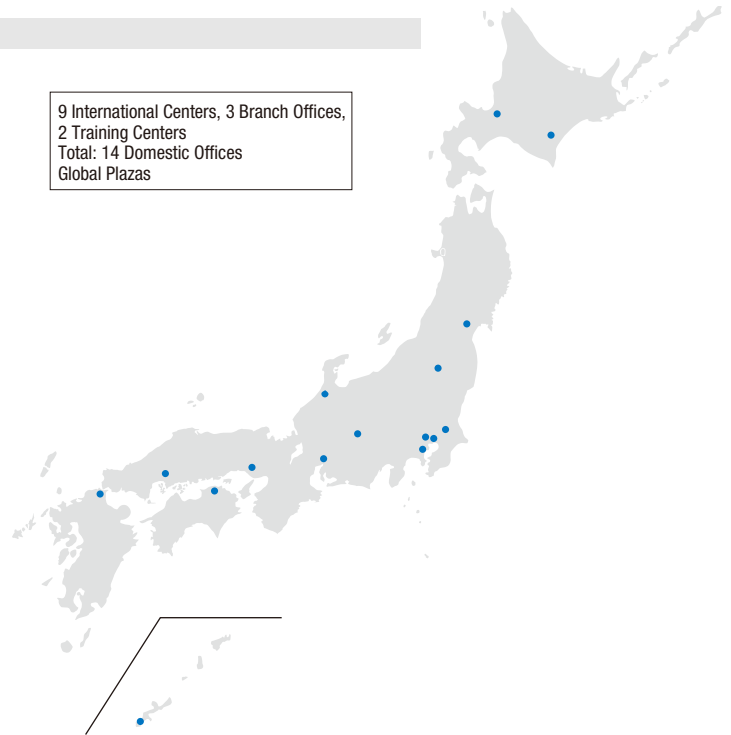 9 International Centers, 3 Branch Offices,
2 Training Centers
Total: 14 Domestic Offices
Global Plazas